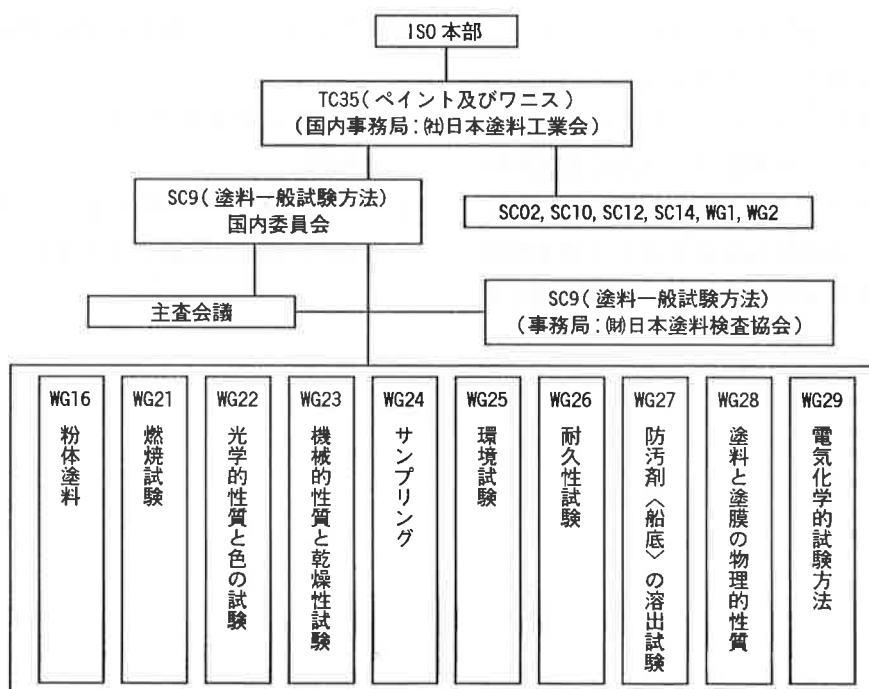 ISO 本部
TC35(ペイント及びワニス)
(国内事務局:㈳日本塗料工業会)
SC9(塗料一般試験方法)
国内委員会
SC02, SC10, SC12, SC14, WG1, WG2
主査会議
SC9(塗料一般試験方法)
(事務局:㈶日本塗料検査協会)
WG16
粉体塗料
WG21
燃焼試験
WG22
光学的性質と色の試験
WG23
機械的性質と乾燥性試験
WG24
サンプリング
WG25
環境試験
WG26
耐久性試験
WG27
防汚剤〈船底〉の溶出試験
WG28
塗料と塗膜の物理的性質
WG29
電気化学的試験方法